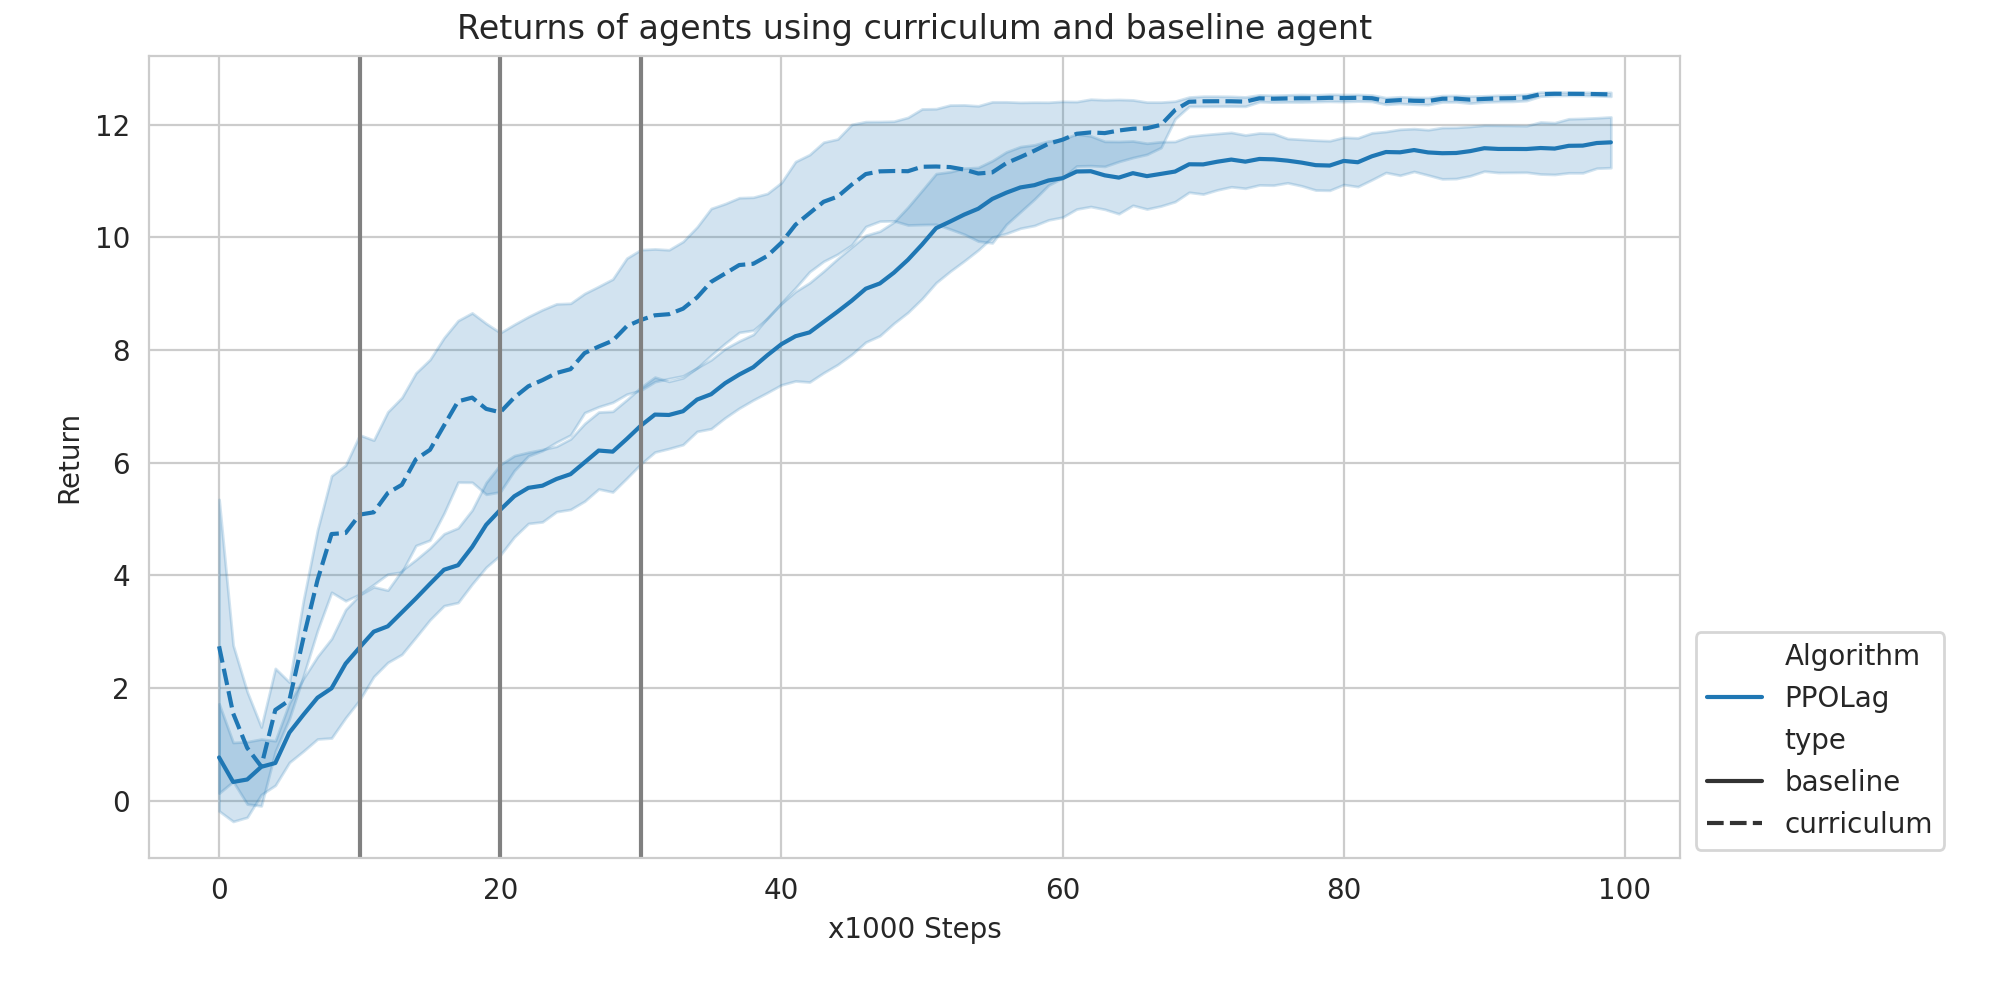 Returns of agents using curriculum and baseline agent
12
10
8
6
4
2
0
Return
0 20 40 60 80 100
x1000 Steps
Algorithm
PPOLag
type
baseline
curriculum